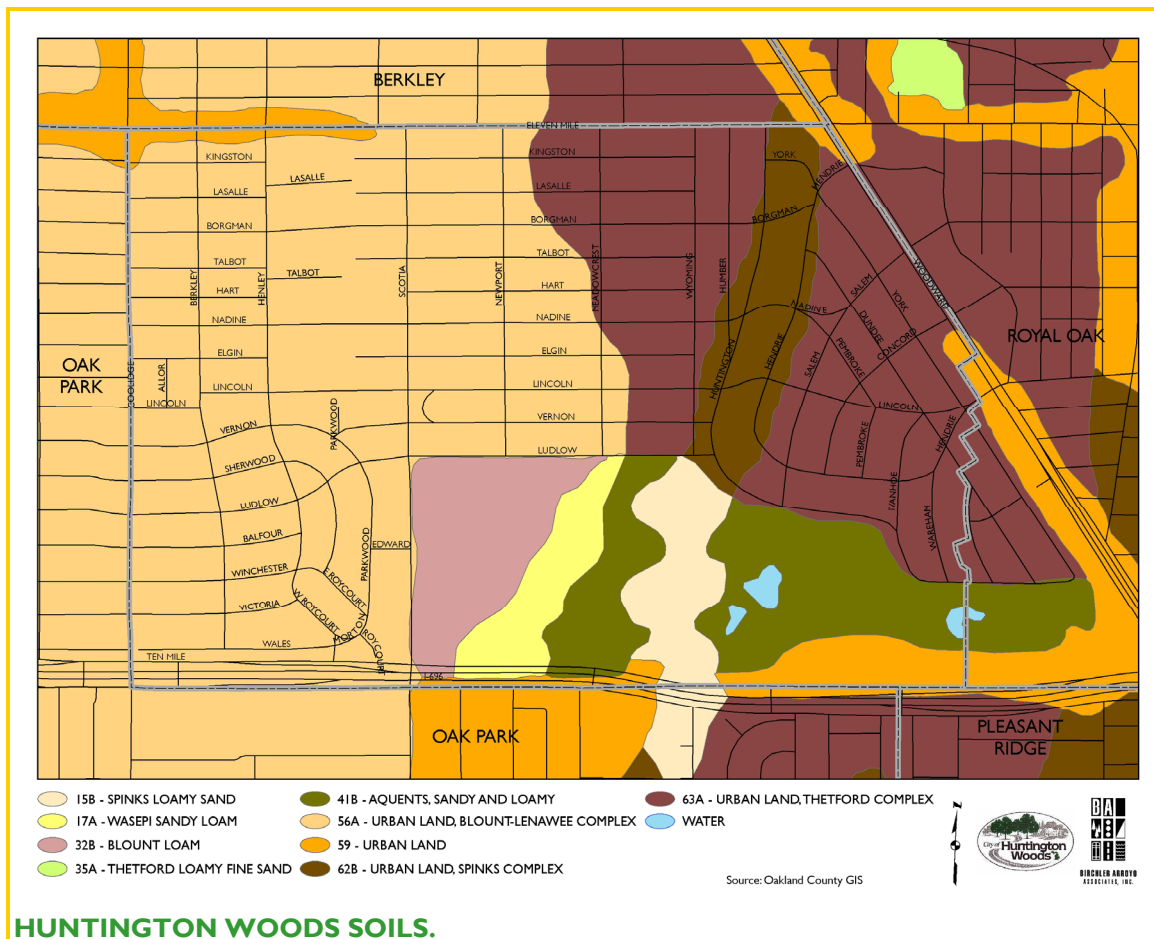 BERKLEY
ELEVEN MILE
KINGSTON
KINGSTON
YORK
HENDRIE
LASALLE
LASALLE
LASALLE
BORGMAN
BORGMAN
BORGMAN
TALBOT
TALBOT
TALBOT
BERKLEY
HENLEY
SCOTIA
NEWPORT
MEADOWCREST
WYOMING
HUMBER
WOODWARD
HART
HART
SALEM
YORK
NADINE
NADINE
NADINE
DUNDEE
CONCORD
ROYAL OAK
OAK
PARK
COOLIDGE
ALLOR
ELGIN
ELGIN
HUNTINGTON
HENDRIE
SALEM
PEMBROKE
LINCOLN
LINCOLN
LINCOLN
LINCOLN
VERNON
VERNON
PARKWOOD
PEMBROKE
HENDRIE
LUDLOW
SHERWOOD
IVANHOE
LUDLOW
WAREHAM
BALFOUR
PARKWOOD
EDWARD
WINCHESTER
E ROYCOURT
VICTORIA
W ROYCOURT
MORTON
ROYCOURT
WALES
TEN MILE
I-696
OAK PARK
PLEASANT
RIDGE
15B - SPINKS LOAMY SAND
17A - WASEPI SANDY LOAM
32B - BLOUNT LOAM
35A - THETFORD LOAMY FINE SAND
41B - AQUENTS, SANDY AND LOAMY
56A - URBAN LAND, BLOUNT-LENAWEE COMPLEX
59 - URBAN LAND
62B - URBAN LAND, SPINKS COMPLEX
63A - URBAN LAND, THETFORD COMPLEX
WATER
Source: Oakland County GIS
N
City of
Huntington
Woods
BA
BIRCHLER ARROYO
ASSOCIATES, INC.
HUNTINGTON WOODS SOILS.